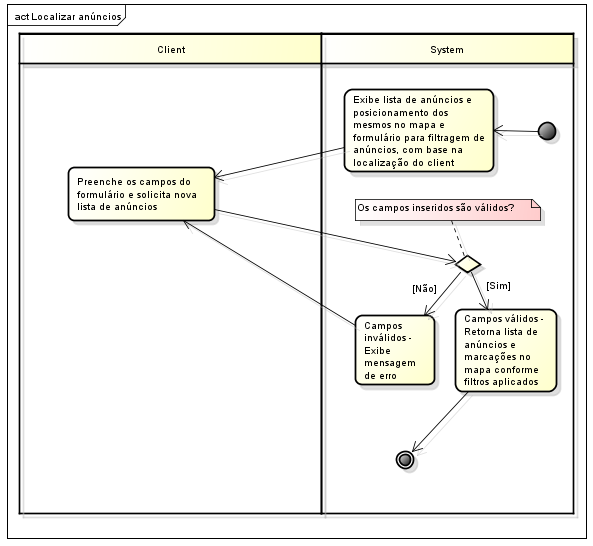 act Localizar anúncios
Client
System
Exibe lista de anúncios e
posicionamento dos
mesmos no mapa e
formulário para filtragem de
anúncios, com base na
localização do client
Preenche os campos do
formulário e solicita nova
lista de anúncios
Os campos inseridos são válidos?
[Não]
[Sim]
Campos
inválidos -
Exibe
mensagem
de erro
Campos válidos -
Retorna lista de
anúncios e
marcações no
mapa conforme
filtros aplicados